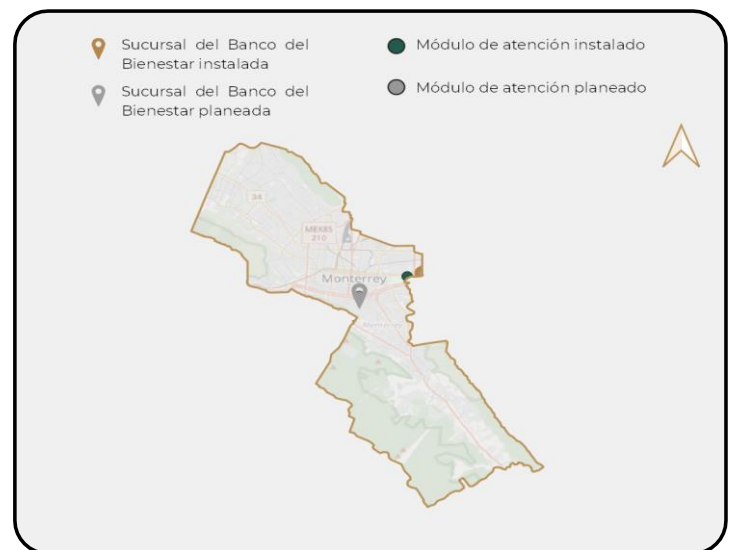 Sucursal del Banco del
Bienestar instalada
Sucursal del Banco del
Bienestar planeada
Módulo de atención instalado
Módulo de atención planeado
34
MEX85
210
Monterrey
Monterrey